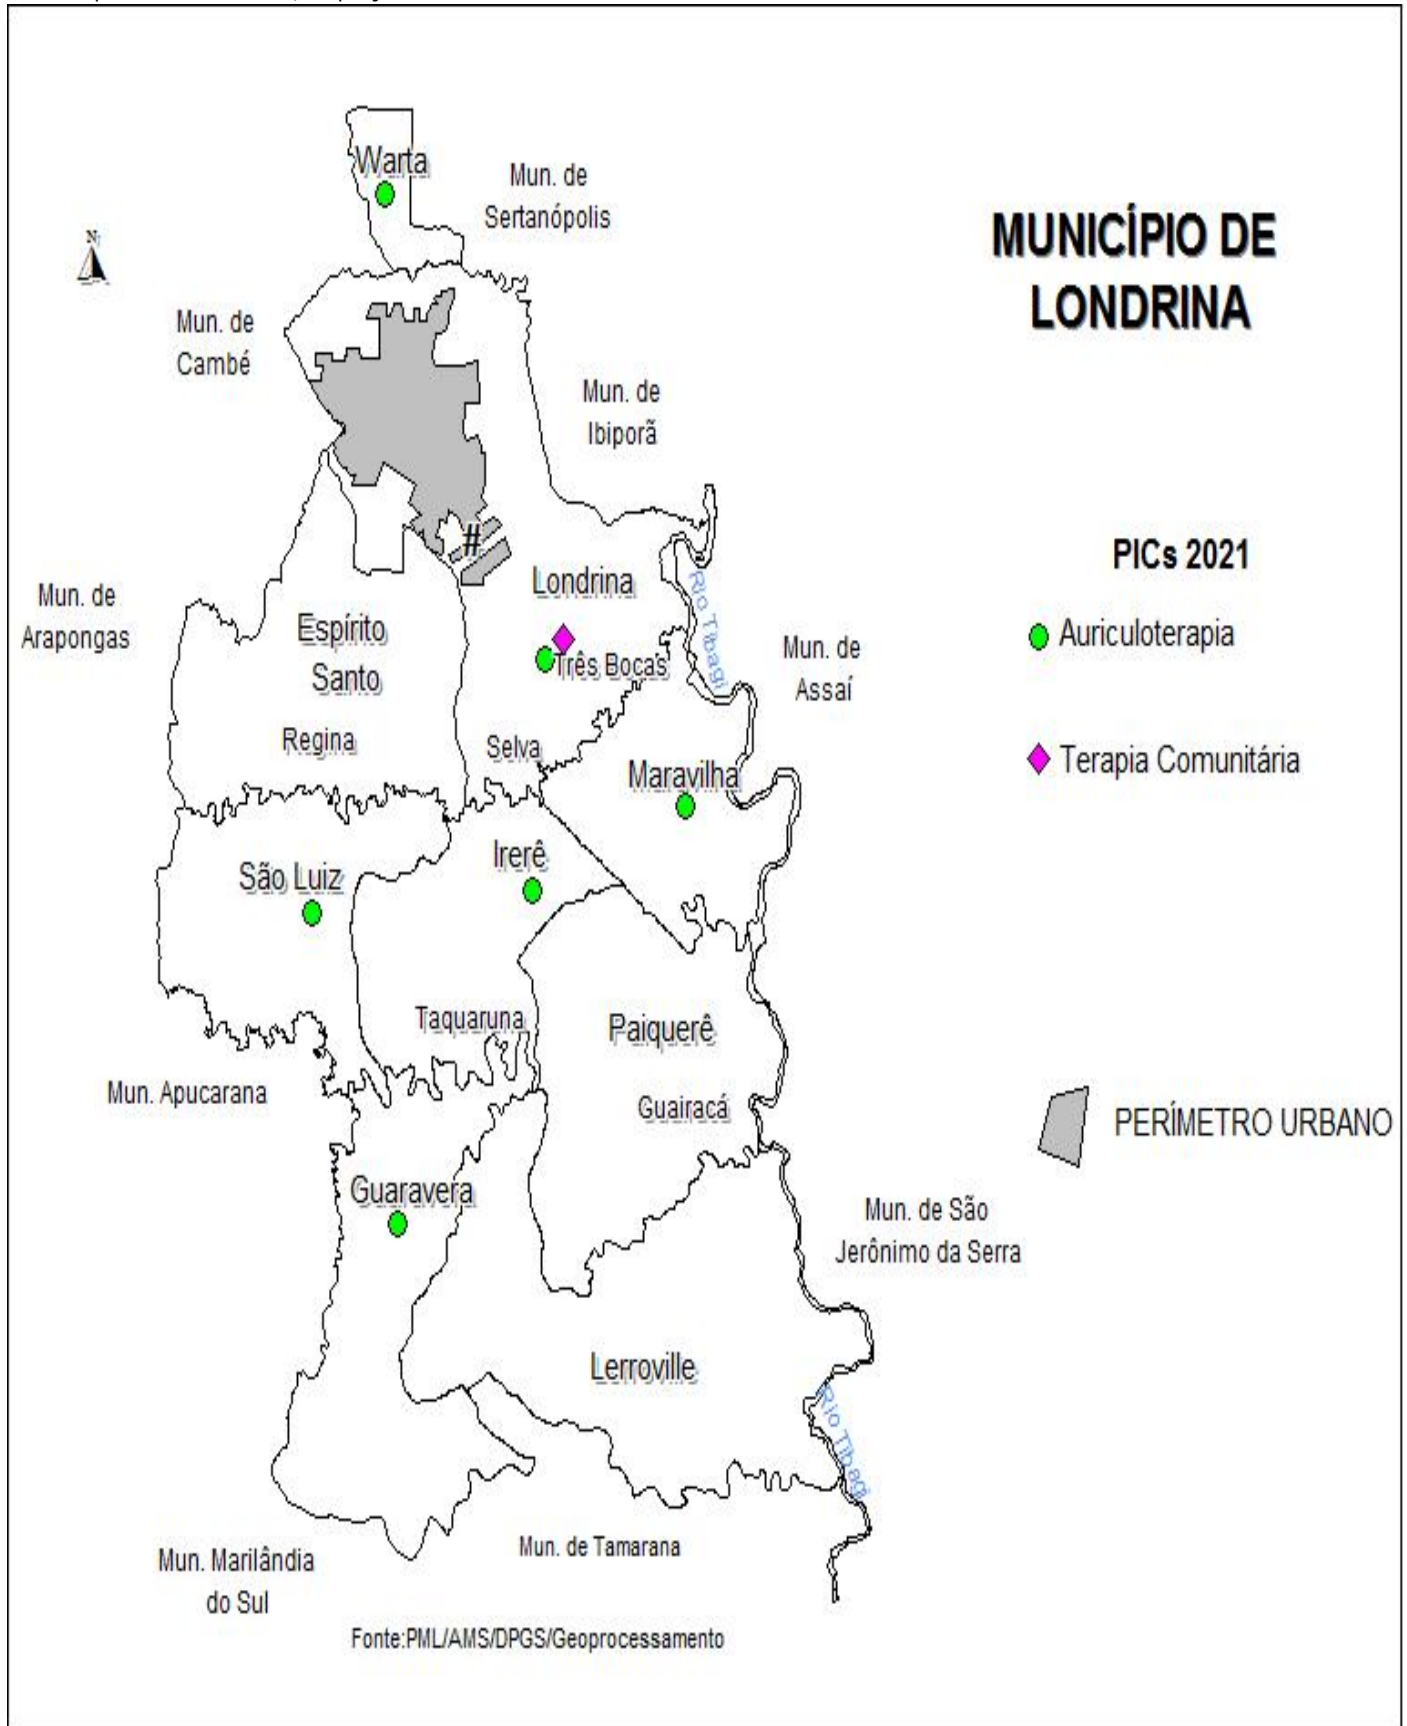 Warta
Mun. de
Sertanópolis
MUNICÍPIO DE
LONDRINA
N
Mun. de
Cambé
Mun. de
Ibiporã
#
PICs 2021
Londrina
Rio Tibagi
Mun. de
Arapongas
Espírito
Santo
Auriculoterapia
Três Bocas
Mun. de
Assaí
Regina
Selva
Maravilha
Terapia Comunitária
Irerê
São Luiz
Taquaruna
Paiquerê
Mun. Apucarana
Guairacá
PERÍMETRO URBANO
Guaravera
Mun. de São
Jerônimo da Serra
Lerroville
Rio Tibagi
Mun. de Tamarana
Mun. Marilândia
do Sul
Fonte:PML/AMS/DPGS/Geoprocessamento